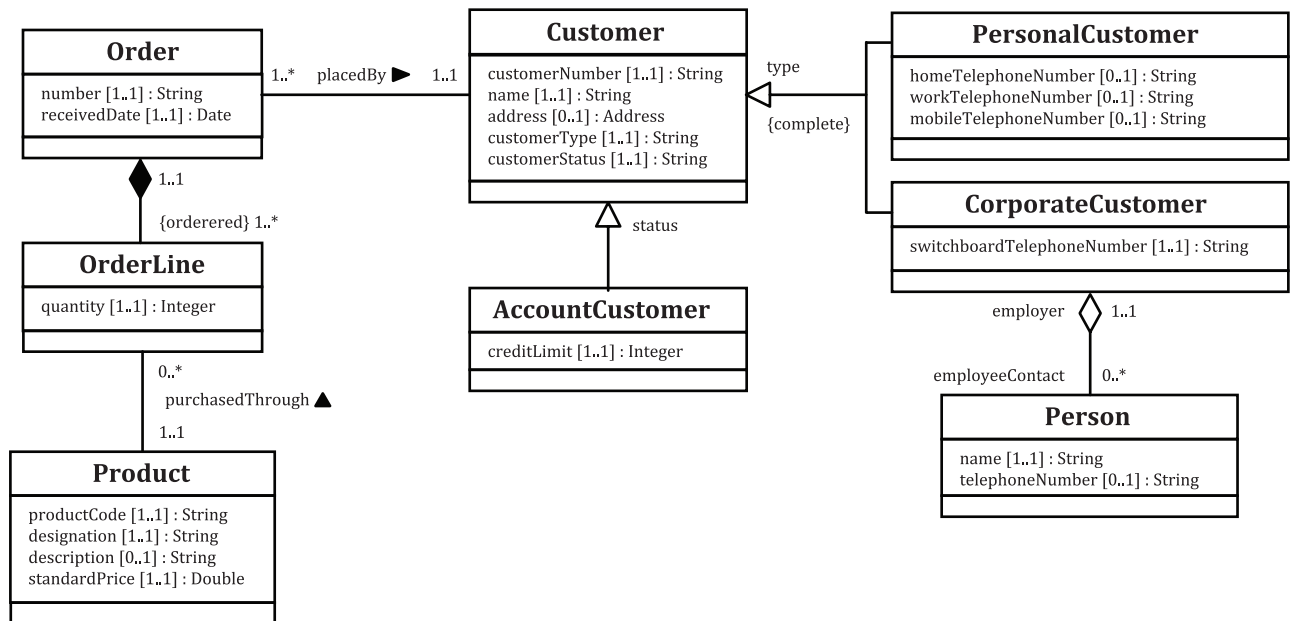 Order
number [1..1] : String
receivedDate [1..1] : Date
1..* placedBy 1..1
Customer
customerNumber [1..1] : String
name [1..1] : String
address [0..1] : Address
customerType [1..1] : String
customerStatus [1..1] : String
type
{complete}
PersonalCustomer
homeTelephoneNumber [0..1] : String
workTelephoneNumber [0..1] : String
mobileTelephoneNumber [0..1] : String
1..1
{orderered} 1..*
OrderLine
quantity [1..1] : Integer
status
AccountCustomer
creditLimit [1..1] : Integer
CorporateCustomer
switchboardTelephoneNumber [1..1] : String
employer 1..1
employeeContact 0..*
Person
name [1..1] : String
telephoneNumber [0..1] : String
0..*
purchasedThrough
1..1
Product
productCode [1..1] : String
designation [1..1] : String
description [0..1] : String
standardPrice [1..1] : Double